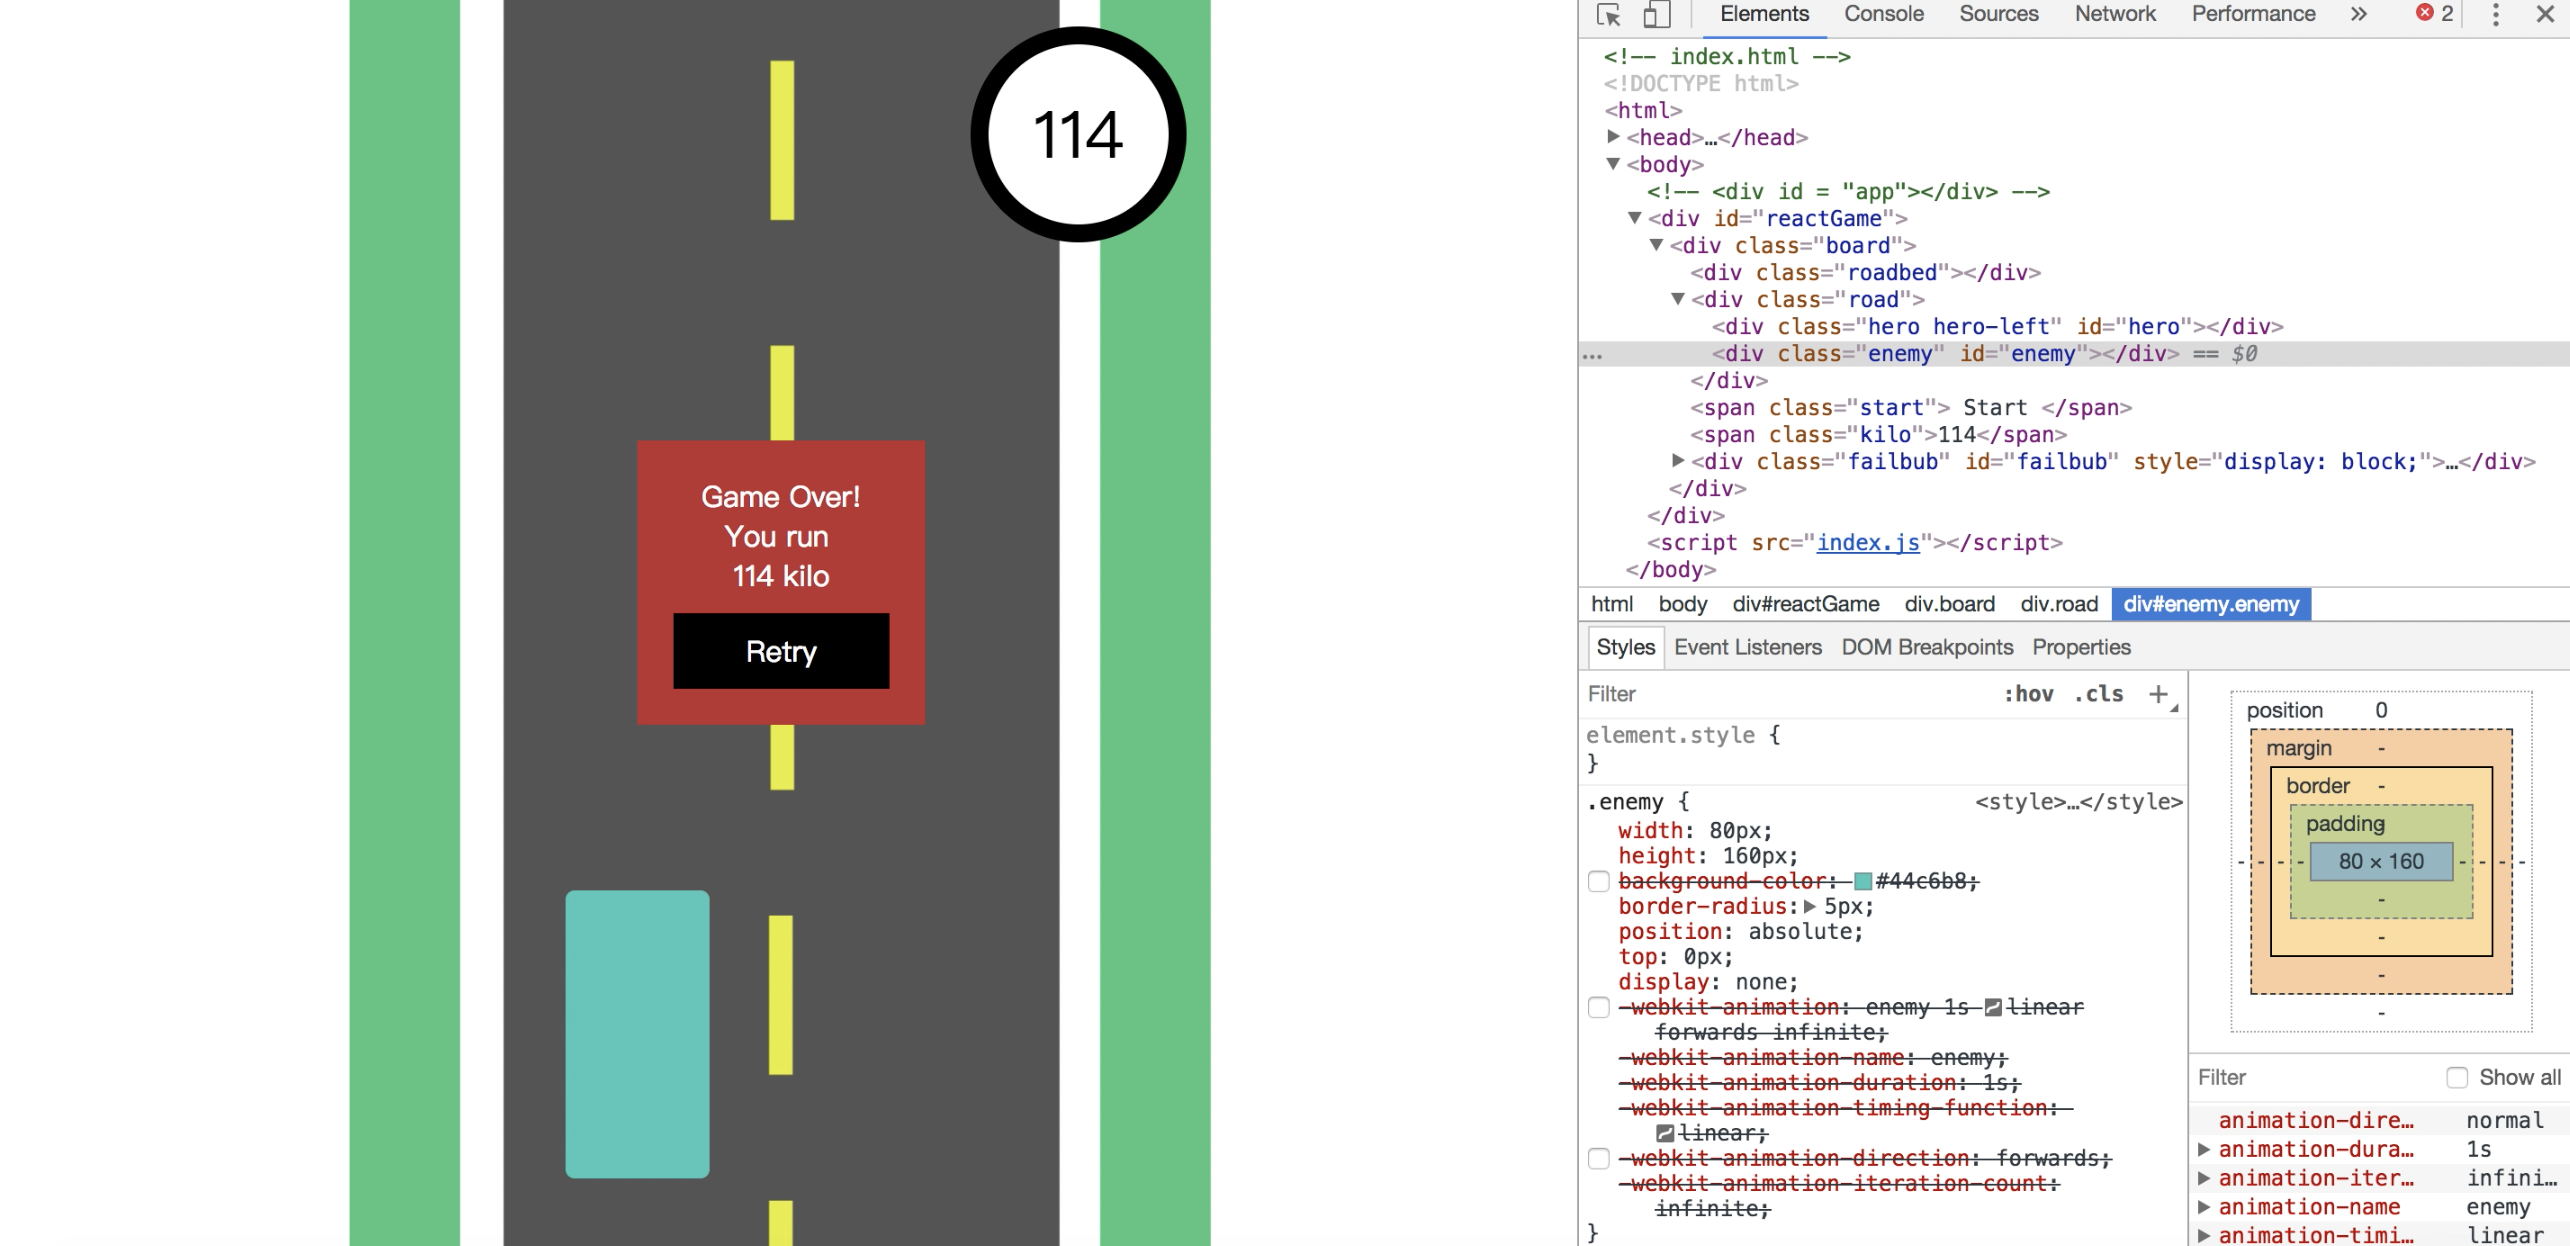 114
Game Over!
You run
114 kilo
Retry
Elements Console Sources Network Performance » 2
<!-- index.html -->
<!DOCTYPE html>
<html>
<head>…</head>
<body>
<!-- <div id = "app"></div> -->
<div id="reactGame">
<div class="board">
<div class="roadbed"></div>
<div class="road">
<div class="hero hero-left" id="hero"></div>
… <div class="enemy" id="enemy"></div> == $0
</div>
<span class="start"> Start </span>
<span class="kilo">114</span>
<div class="failbub" id="failbub" style="display: block;">…</div>
</div>
</div>
<script src="index.js"></script>
</body>
html body div#reactGame div.board div.road div#enemy.enemy
Styles Event Listeners DOM Breakpoints Properties
Filter :hov .cls +
element.style {
}
.enemy { <style>…</style>
width: 80px;
height: 160px;
background-color: #44c6b8;
border-radius: 5px;
position: absolute;
top: 0px;
display: none;
-webkit-animation: enemy 1s linear
forwards infinite;
-webkit-animation-name: enemy;
-webkit-animation-duration: 1s;
-webkit-animation-timing-function:
linear;
-webkit-animation-direction: forwards;
-webkit-animation-iteration-count:
infinite;
}
position 0
margin -
border -
padding -
- - - - 80 × 160 - - - -
-
-
-
-
Filter Show all
animation-dire… normal
animation-dura… 1s
animation-iter… infini…
animation-name enemy
animation-timi… linear